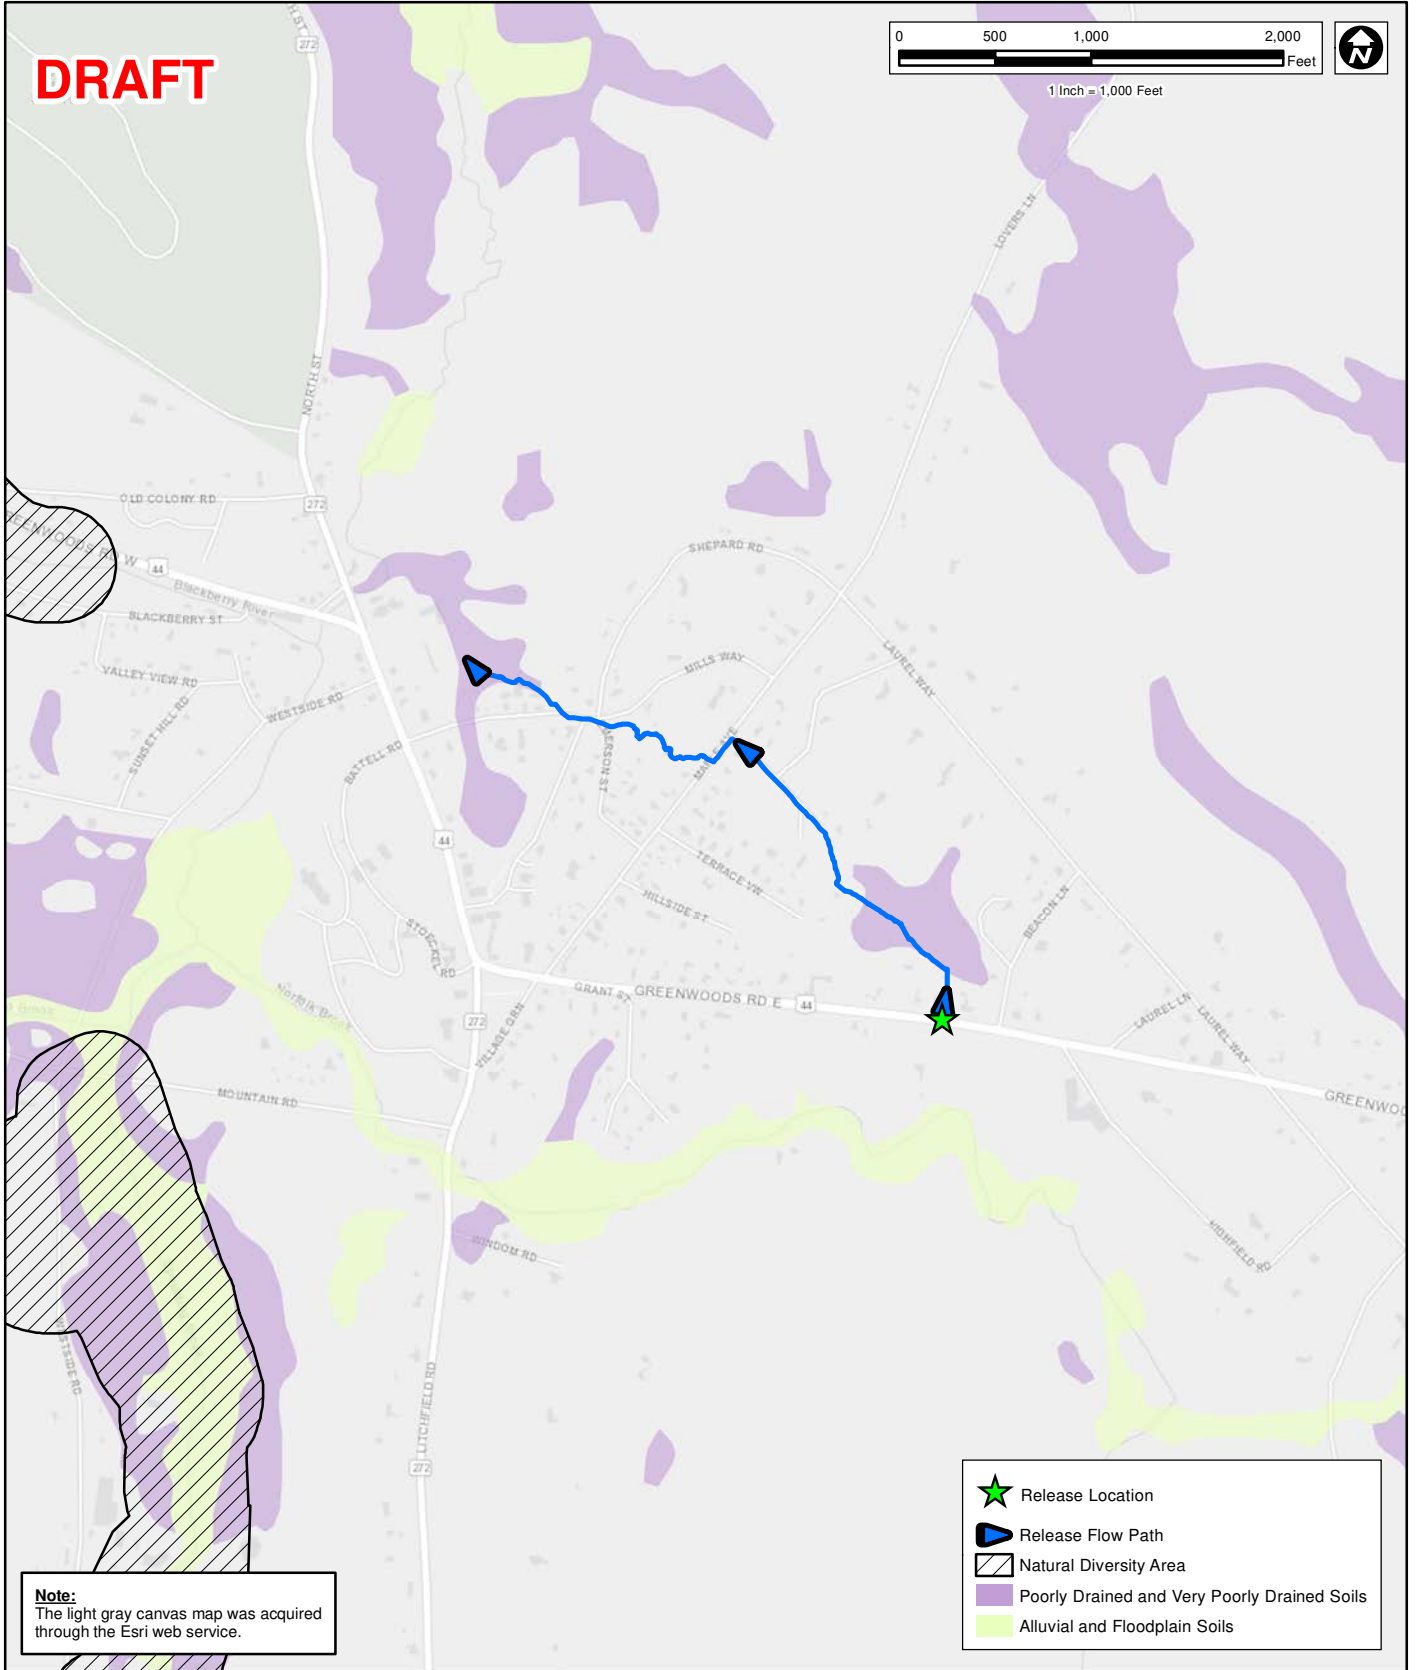 DRAFT
0 500 1,000 2,000
Feet
1 Inch = 1,000 Feet
N
272
LOVERS LN
NORTH ST
OLD COLONY RD
272
44
Blackberry River
BLACKBERRY ST
SHEPARD RD
VALLEY VIEW RD
MILLS WAY
LAUREL WAY
WESTSIDE RD
SUNSET HILL RD
BATTELL RD
44
TERRACE VW
HILLSIDE ST
BEACON LN
STOECKEL RD
GRANT ST
GREENWOODS RD E
44
Norfolk Brook
272
VILLAGE GRN
LAUREL LN
LAUREL WAY
MOUNTAIN RD
GREENWOO
WINDOM RD
HIGHFIELD RD
WESTSIDE RD
LITCHFIELD RD
272
Release Location
Release Flow Path
Natural Diversity Area
Poorly Drained and Very Poorly Drained Soils
Alluvial and Floodplain Soils
Note:
The light gray canvas map was acquired
through the Esri web service.